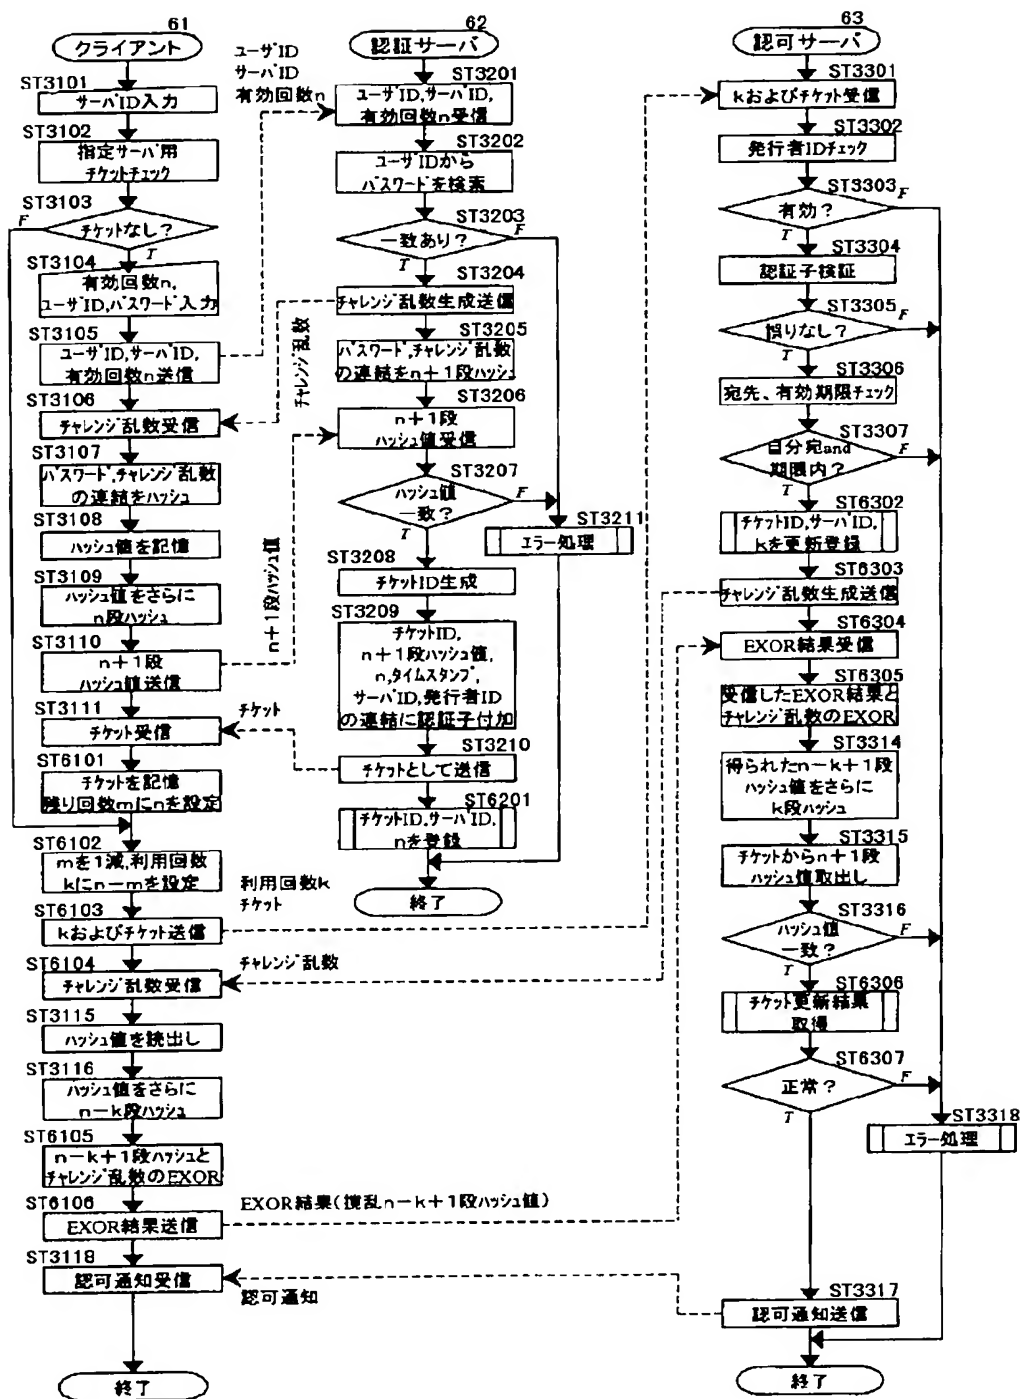 61
クライアント
ST3101
サーバID入力
ST3102
指定サーバ用
チケットチェック
ST3103
チケットなし?
F
T
ST3104
有効回数n,
ユーザID,パスワード入力
ST3105
ユーザID,サーバID,
有効回数n送信
ST3106
チャレンジ乱数受信
ST3107
パスワード,チャレンジ乱数
の連結をハッシュ
ST3108
ハッシュ値を記憶
ST3109
ハッシュ値をさらに
n段ハッシュ
ST3110
n+1段
ハッシュ値送信
ST3111
チケット受信
ST6101
チケットを記憶
残り回数mにnを設定
ST6102
mを1減,利用回数
kにn-mを設定
ST6103
kおよびチケット送信
ST6104
チャレンジ乱数受信
ST3115
ハッシュ値を読出し
ST3116
ハッシュ値をさらに
n-k段ハッシュ
ST6105
n-k+1段ハッシュと
チャレンジ乱数のEXOR
ST6106
EXOR結果送信
ST3118
認可通知受信
終了
ユーザID
サーバID
有効回数n
チャレンジ乱数
n+1段ハッシュ値
チケット
利用回数k
チケット
チャレンジ乱数
EXOR結果(撹乱n-k+1段ハッシュ値)
認可通知
62
認証サーバ
ST3201
ユーザID,サーバID,
有効回数n受信
ST3202
ユーザIDから
パスワードを検索
ST3203
一致あり?
F
T
ST3204
チャレンジ乱数生成送信
ST3205
パスワード,チャレンジ乱数
の連結をn+1段ハッシュ
ST3206
n+1段
ハッシュ値受信
ST3207
ハッシュ値
一致?
F
T
ST3211
エラー処理
ST3208
チケットID生成
ST3209
チケットID,
n+1段ハッシュ値,
n,タイムスタンプ,
サーバID,発行者ID
の連結に認証子付加
ST3210
チケットとして送信
ST6201
チケットID,サーバID,
nを登録
終了
63
認可サーバ
ST3301
kおよびチケット受信
ST3302
発行者IDチェック
ST3303
有効?
F
T
ST3304
認証子検証
ST3305
誤りなし?
F
T
ST3306
宛先、有効期限チェック
ST3307
自分宛and
期限内?
F
T
ST6302
チケットID,サーバID,
kを更新登録
ST6303
チャレンジ乱数生成送信
ST6304
EXOR結果受信
ST6305
受信したEXOR結果と
チャレンジ乱数のEXOR
ST3314
得られたn-k+1段
ハッシュ値をさらに
k段ハッシュ
ST3315
チケットからn+1段
ハッシュ値取出し
ST3316
ハッシュ値
一致?
F
T
ST6306
チケット更新結果
取得
ST6307
正常?
F
T
ST3318
エラー処理
ST3317
認可通知送信
終了